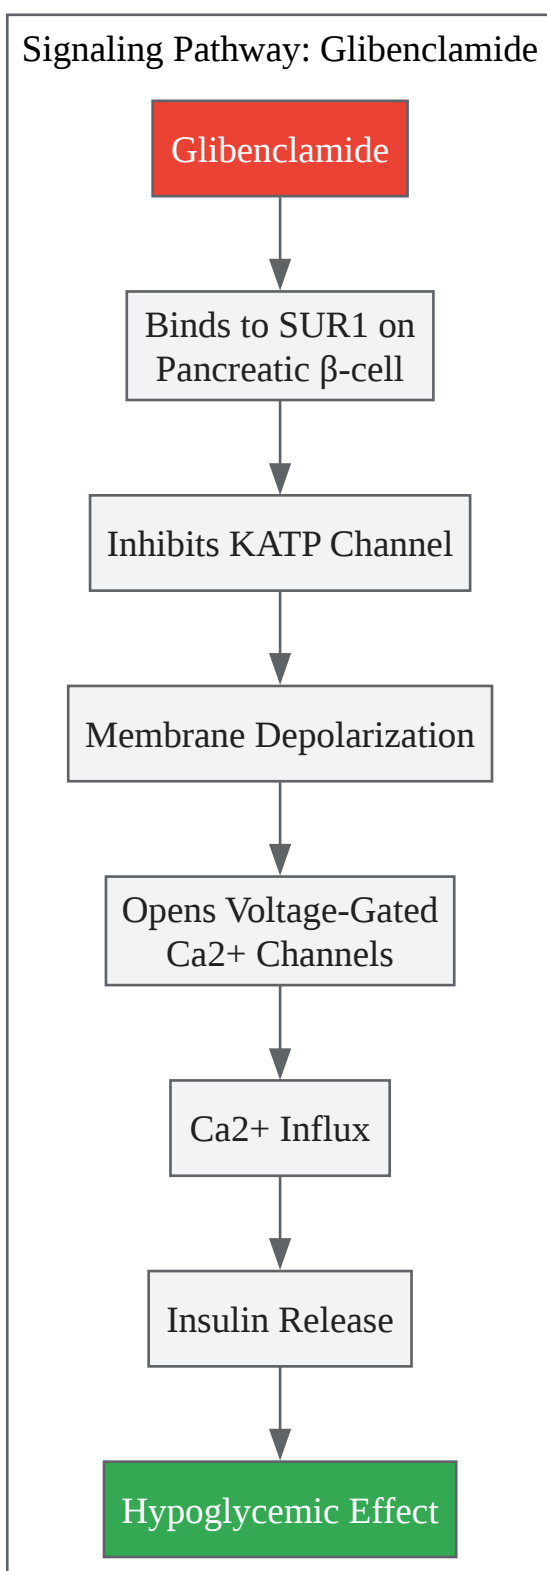 Signaling Pathway: Glibenclamide
Glibenclamide
Binds to SUR1 on
Pancreatic β-cell
Inhibits KATP Channel
Membrane Depolarization
Opens Voltage-Gated
Ca2+ Channels
Ca2+ Influx
Insulin Release
Hypoglycemic Effect